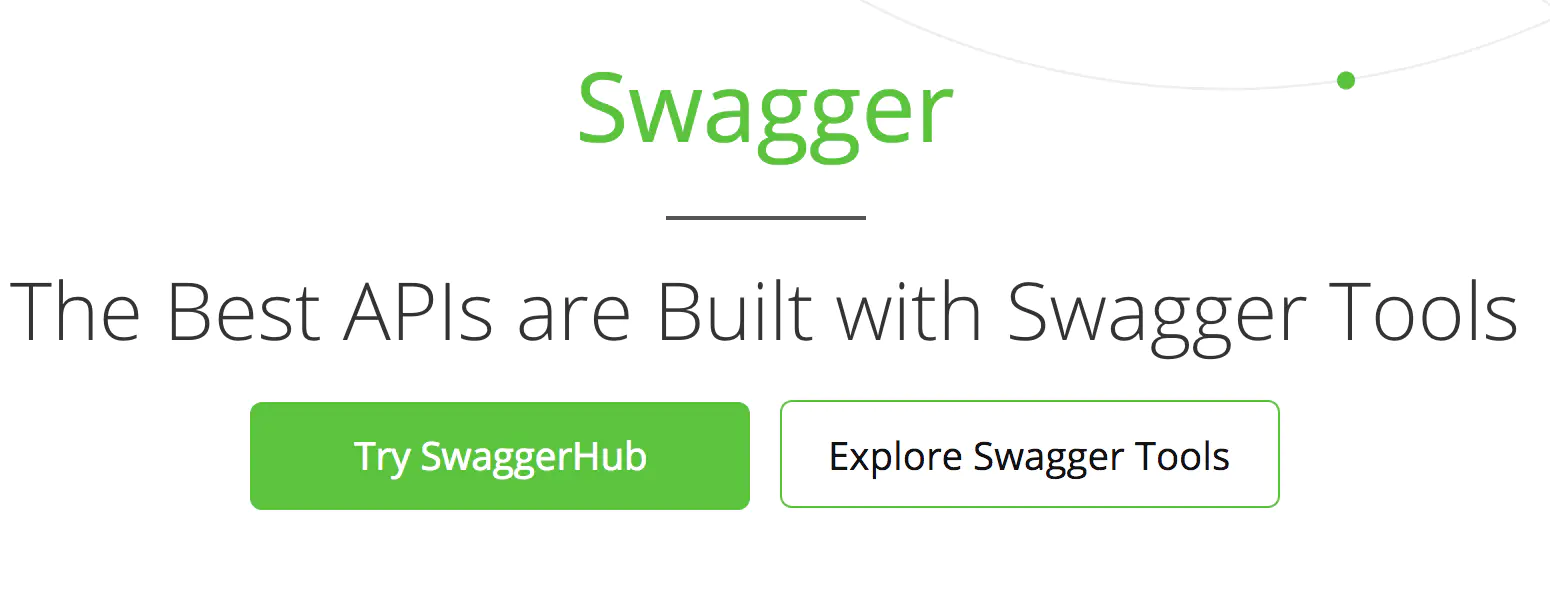 Swagger
The Best APIs are Built with Swagger Tools
Try SwaggerHub
Explore Swagger Tools